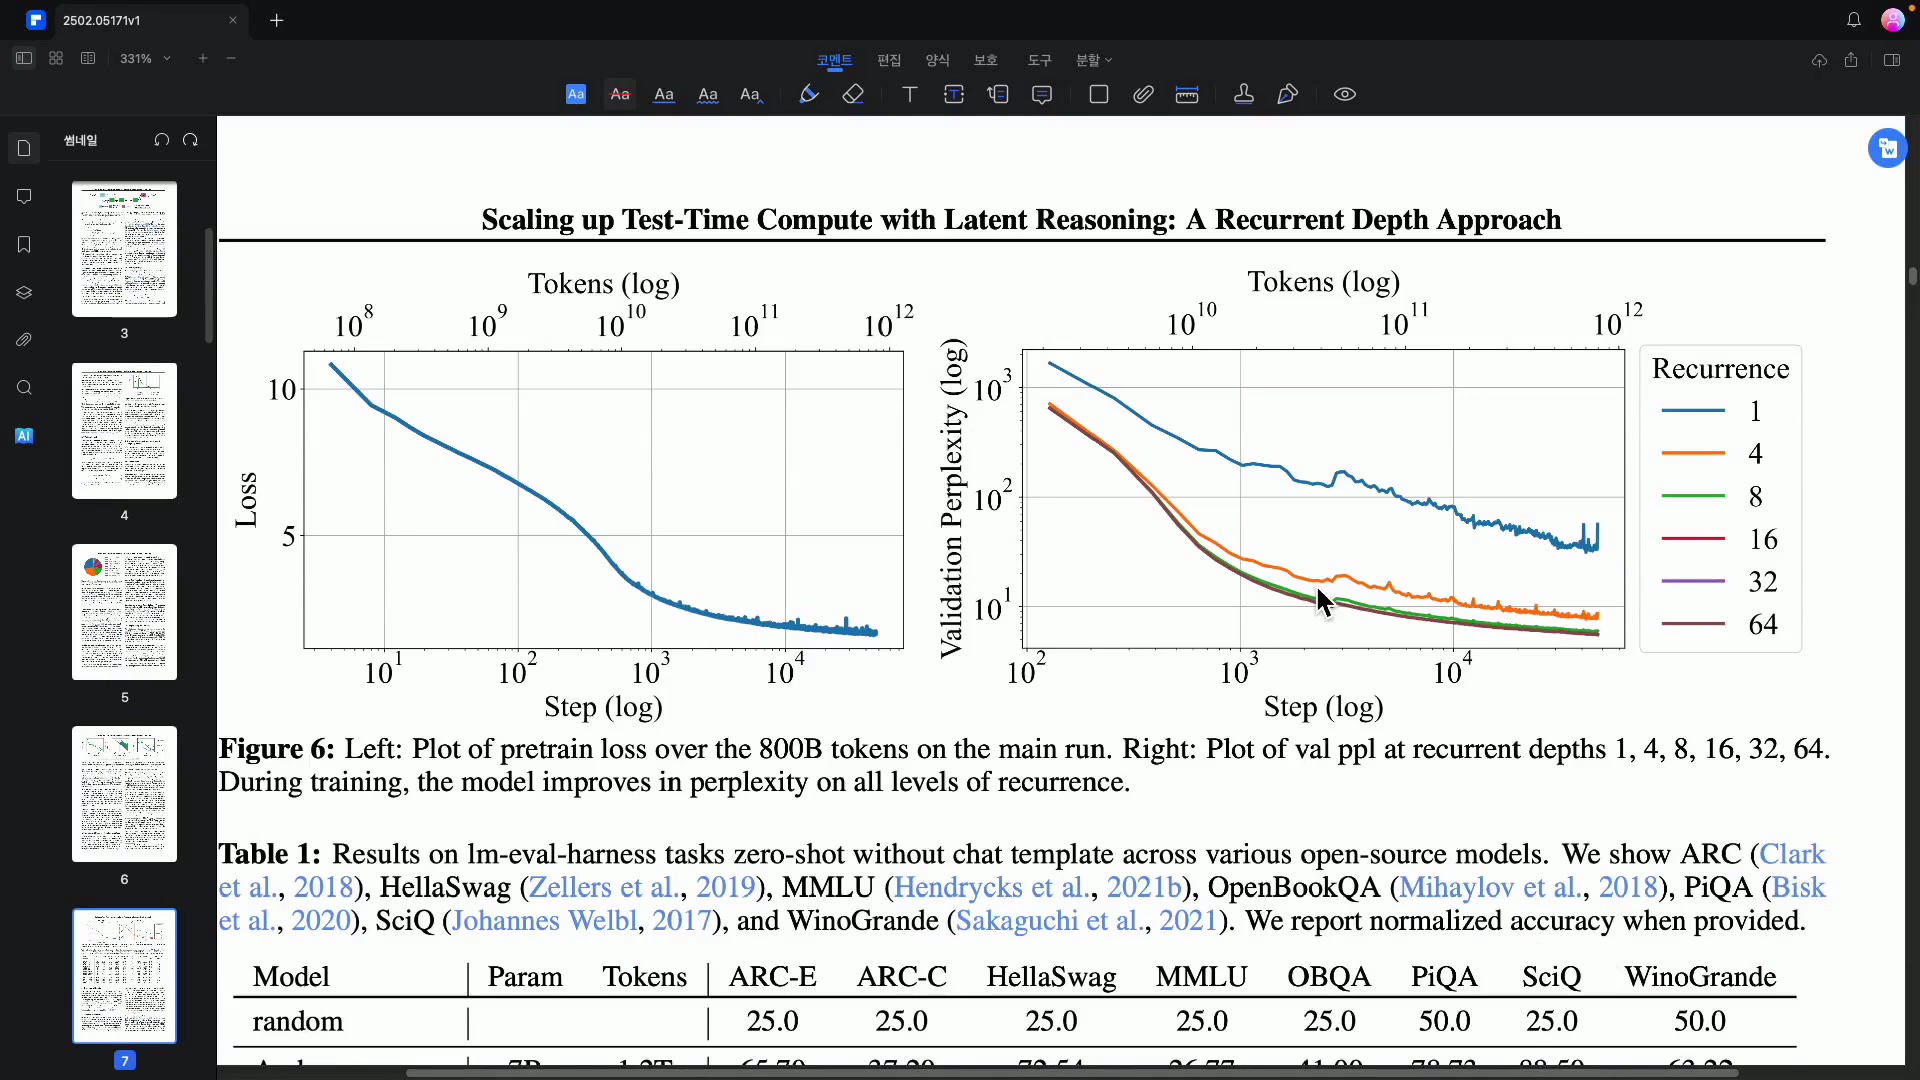 2502.05171v1
331%
코멘트 편집 양식 보호 도구 분할
썸네일
3
4
5
6
7
AI
Scaling up Test-Time Compute with Latent Reasoning: A Recurrent Depth Approach
Tokens (log)
10^8 10^9 10^10 10^11 10^12
10
5
Loss
10^1 10^2 10^3 10^4
Step (log)
Tokens (log)
10^10 10^11 10^12
Validation Perplexity (log)
10^3
10^2
10^1
10^2 10^3 10^4
Step (log)
Recurrence
1
4
8
16
32
64
Figure 6: Left: Plot of pretrain loss over the 800B tokens on the main run. Right: Plot of val ppl at recurrent depths 1, 4, 8, 16, 32, 64.
During training, the model improves in perplexity on all levels of recurrence.
Table 1: Results on lm-eval-harness tasks zero-shot without chat template across various open-source models. We show ARC (Clark
et al., 2018), HellaSwag (Zellers et al., 2019), MMLU (Hendrycks et al., 2021b), OpenBookQA (Mihaylov et al., 2018), PiQA (Bisk
et al., 2020), SciQ (Johannes Welbl, 2017), and WinoGrande (Sakaguchi et al., 2021). We report normalized accuracy when provided.
Model Param Tokens ARC-E ARC-C HellaSwag MMLU OBQA PiQA SciQ WinoGrande
random 25.0 25.0 25.0 25.0 25.0 50.0 25.0 50.0